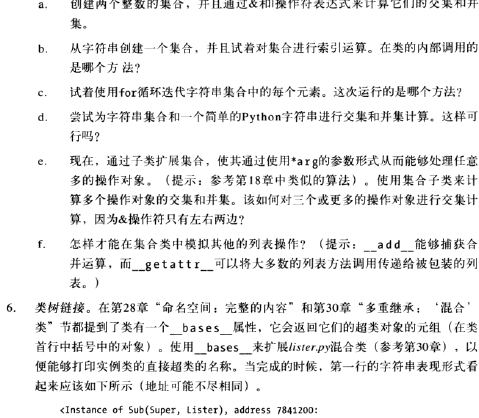 a. 创建两个整数的集合，并且通过&和|操作符表达式来计算它们的交集和并
集。
b. 从字符串创建一个集合，并且试着对集合进行索引运算。在类的内部调用的
是哪个方 法？
c. 试着使用for循环迭代字符串集合中的每个元素。这次运行的是哪个方法？
d. 尝试为字符串集合和一个简单的Python字符串进行交集和并集计算。这样可
行吗？
e. 现在，通过子类扩展集合，使其通过使用*arg的参数形式从而能够处理任意
多的操作对象。（提示：参考第18章中类似的算法）。使用集合子类来计
算多个操作对象的交集和并集。该如何对三个或更多的操作对象进行交集计
算，因为&操作符只有左右两边？
f. 怎样才能在集合类中模拟其他的列表操作？（提示：__add__能够捕获合
并运算，而__getattr__可以将大多数的列表方法调用传递给被包装的列
表。）
6. 类树链接。在第28章“命名空间：完整的内容”和第30章“多重继承：‘混合’
类”节都提到了类有一个__bases__属性，它会返回它们的超类对象的元组（在类
首行中括号中的对象）。使用__bases__来扩展lister.py混合类（参考第30章），以
便能够打印实例类的直接超类的名称。当完成的时候，第一行的字符串表现形式看
起来应该如下所示（地址可能不尽相同）。
<Instance of Sub(Super, Lister), address 7841200: